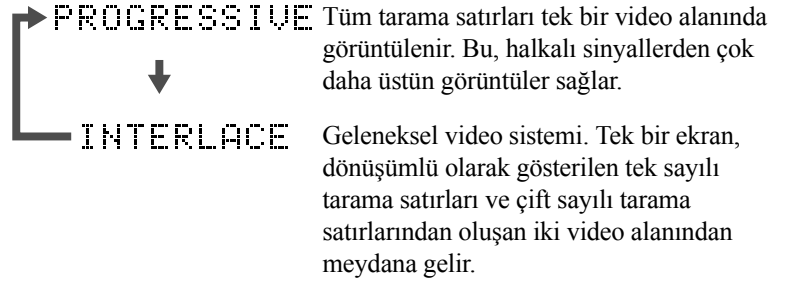 PROGRESSIVE Tüm tarama satırları tek bir video alanında
görüntülenir. Bu, halkalı sinyallerden çok
daha üstün görüntüler sağlar.
INTERLACE Geleneksel video sistemi. Tek bir ekran,
dönüşümlü olarak gösterilen tek sayılı
tarama satırları ve çift sayılı tarama
satırlarından oluşan iki video alanından
meydana gelir.